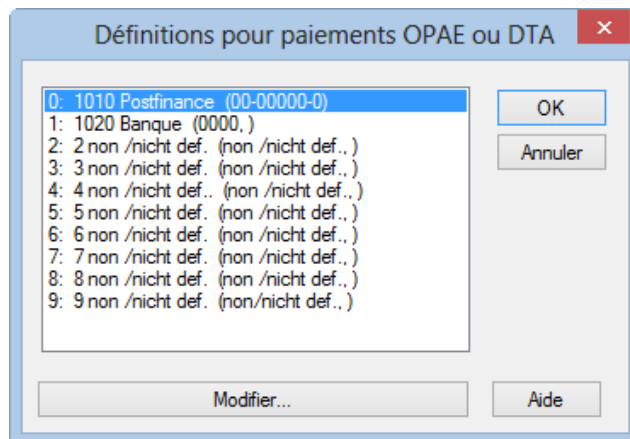 Définitions pour paiements OPAE ou DTA
0: 1010 Postfinance (00-00000-0)
1: 1020 Banque (0000, )
2: 2 non /nicht def. (non /nicht def., )
3: 3 non /nicht def. (non /nicht def., )
4: 4 non /nicht def.. (non /nicht def., )
5: 5 non /nicht def. (non /nicht def., )
6: 6 non /nicht def. (non /nicht def., )
7: 7 non /nicht def. (non /nicht def., )
8: 8 non /nicht def. (non /nicht def., )
9: 9 non /nicht def. (non/nicht def., )
OK
Annuler
Modifier...
Aide